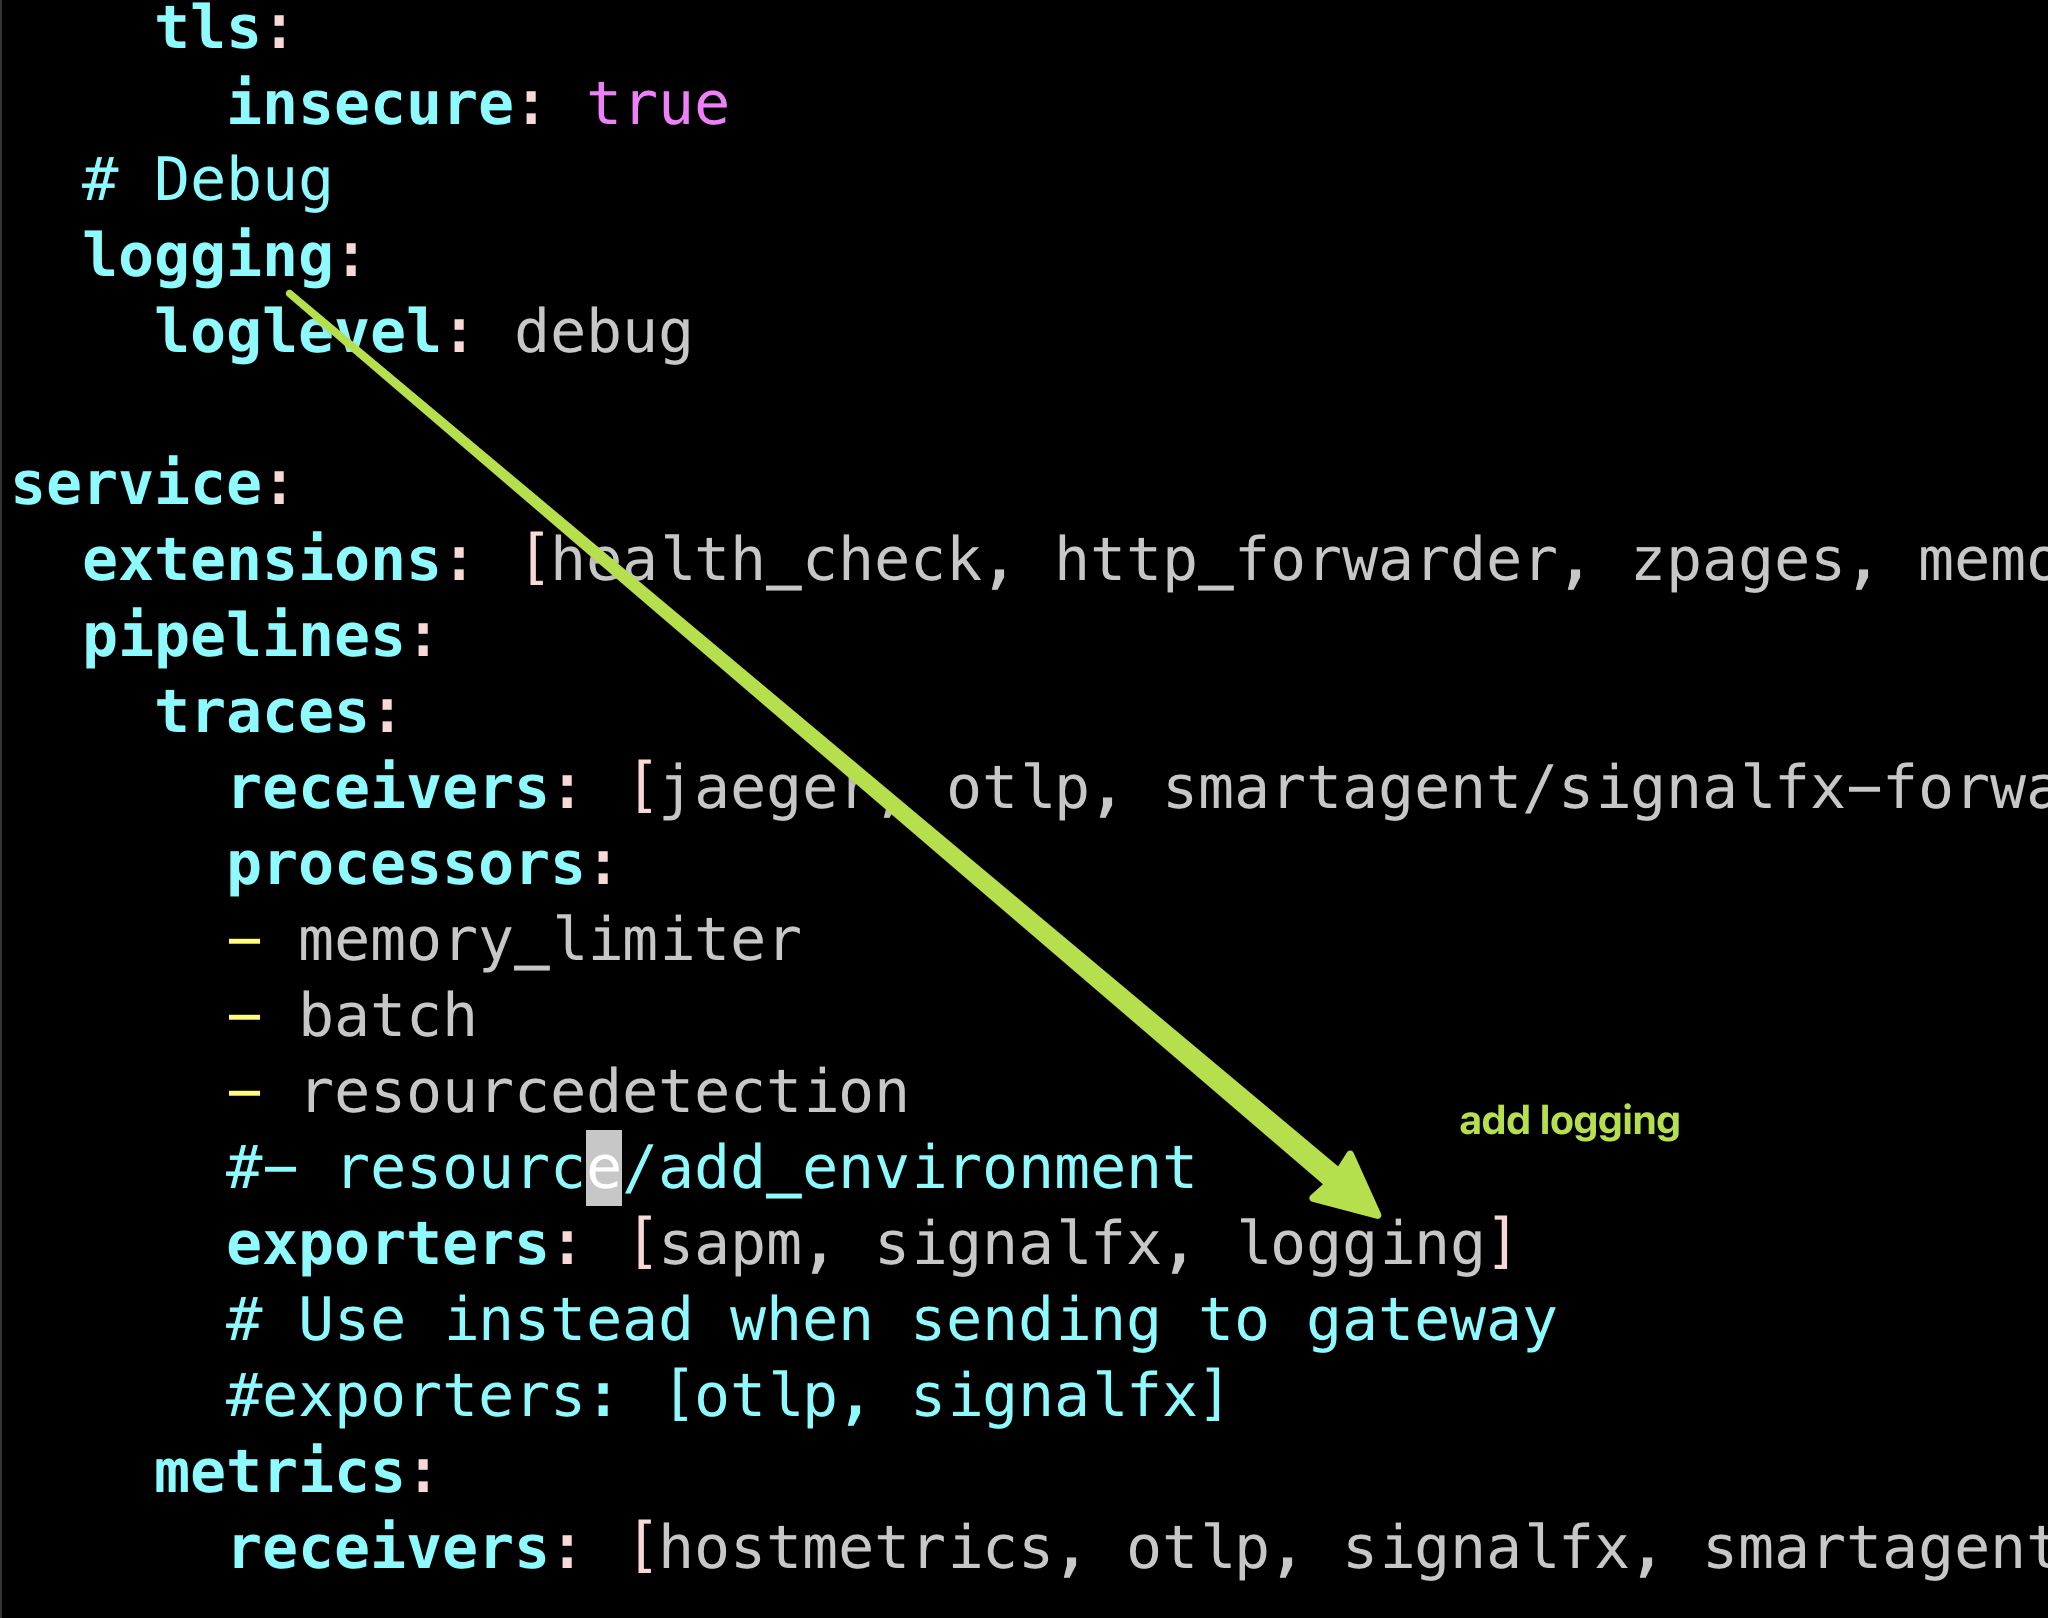 tls:
insecure: true
# Debug
logging:
loglevel: debug
service:
extensions: [health_check, http_forwarder, zpages,
pipelines:
traces:
receivers: [jaeger, otlp, smartagent/signalfx-forwa
processors:
- memory_limiter
- batch
- resourcedetection
add logging
#- resource/add_environment
exporters: [sapm, signalfx, logging]
# Use instead when sending to gateway
#exporters: [otlp, signalfx]
metrics:
receivers: [hostmetrics, otlp, signalfx, smartagent